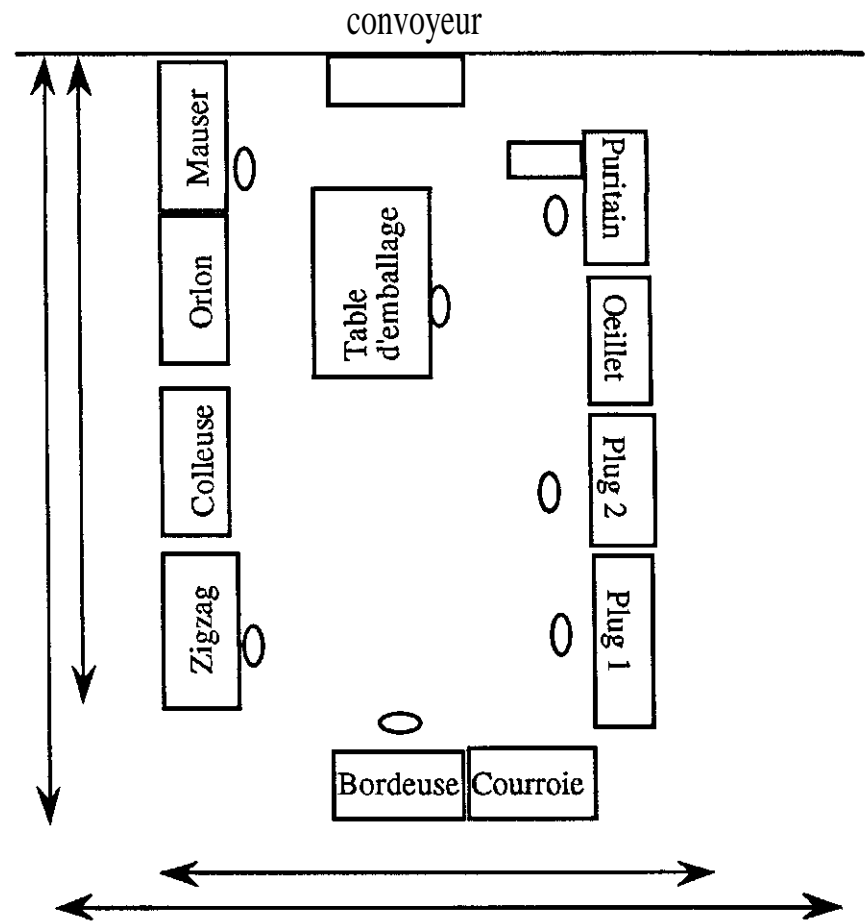 convoyeur
Mauser
Orlon
Colleuse
Zigzag
Table
d'emballage
Puritain
Oeillet
Plug 2
Plug 1
Bordeuse
Courroie